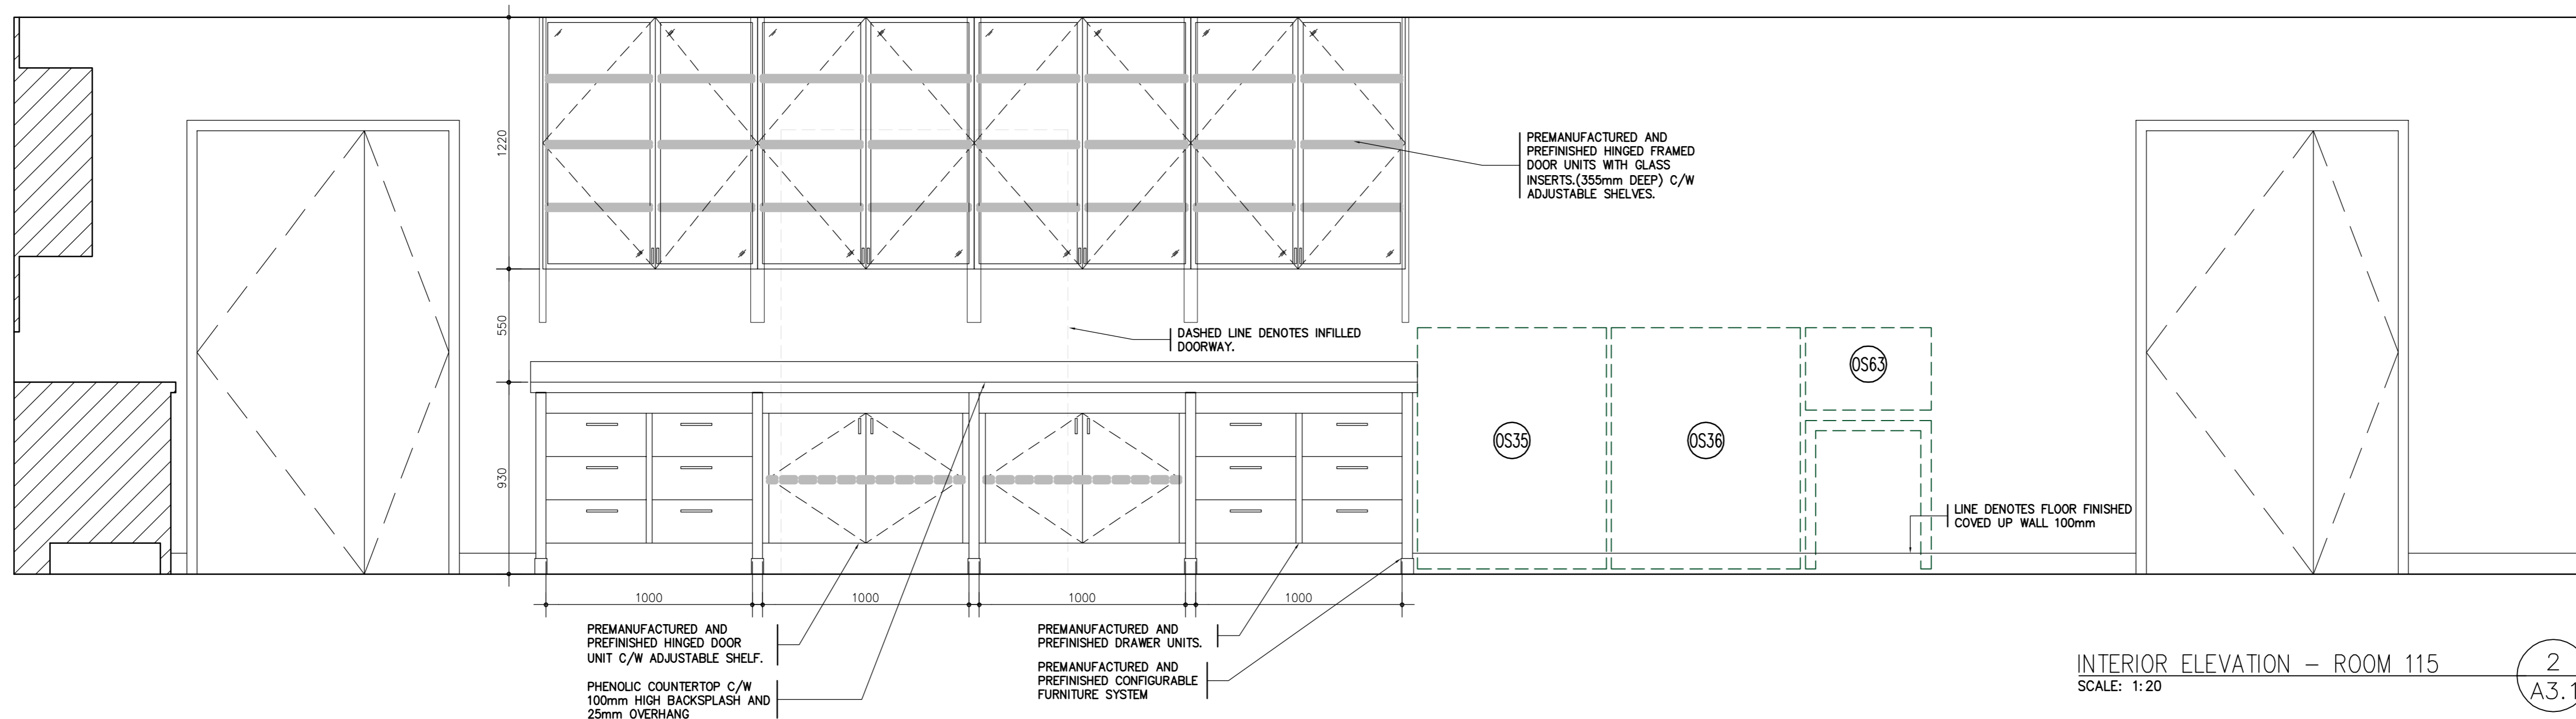 1220
PREMANUFACTURED AND
PREFINISHED HINGED FRAMED
DOOR UNITS WITH GLASS
INSERTS.(355mm DEEP) C/W
ADJUSTABLE SHELVES.
550
DASHED LINE DENOTES INFILLED
DOORWAY.
OS63
OS35
OS36
930
LINE DENOTES FLOOR FINISHED
COVED UP WALL 100mm
1000
1000
1000
1000
PREMANUFACTURED AND
PREFINISHED HINGED DOOR
UNIT C/W ADJUSTABLE SHELF.
PHENOLIC COUNTERTOP C/W
100mm HIGH BACKSPLASH AND
25mm OVERHANG
PREMANUFACTURED AND
PREFINISHED DRAWER UNITS.
PREMANUFACTURED AND
PREFINISHED CONFIGURABLE
FURNITURE SYSTEM
INTERIOR ELEVATION – ROOM 115
SCALE: 1:20
2
A3.1